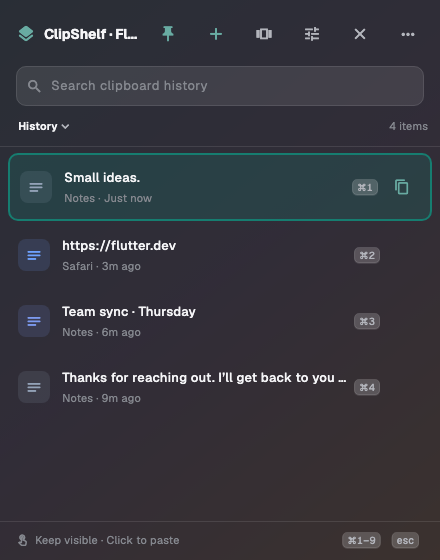 ClipShelf · Fl...
Search clipboard history
History
4 items
Small ideas.
Notes · Just now
⌘1
https://flutter.dev
Safari · 3m ago
⌘2
Team sync · Thursday
Notes · 6m ago
⌘3
Thanks for reaching out. I'll get back to you ...
Notes · 9m ago
⌘4
Keep visible · Click to paste
⌘1–9
esc